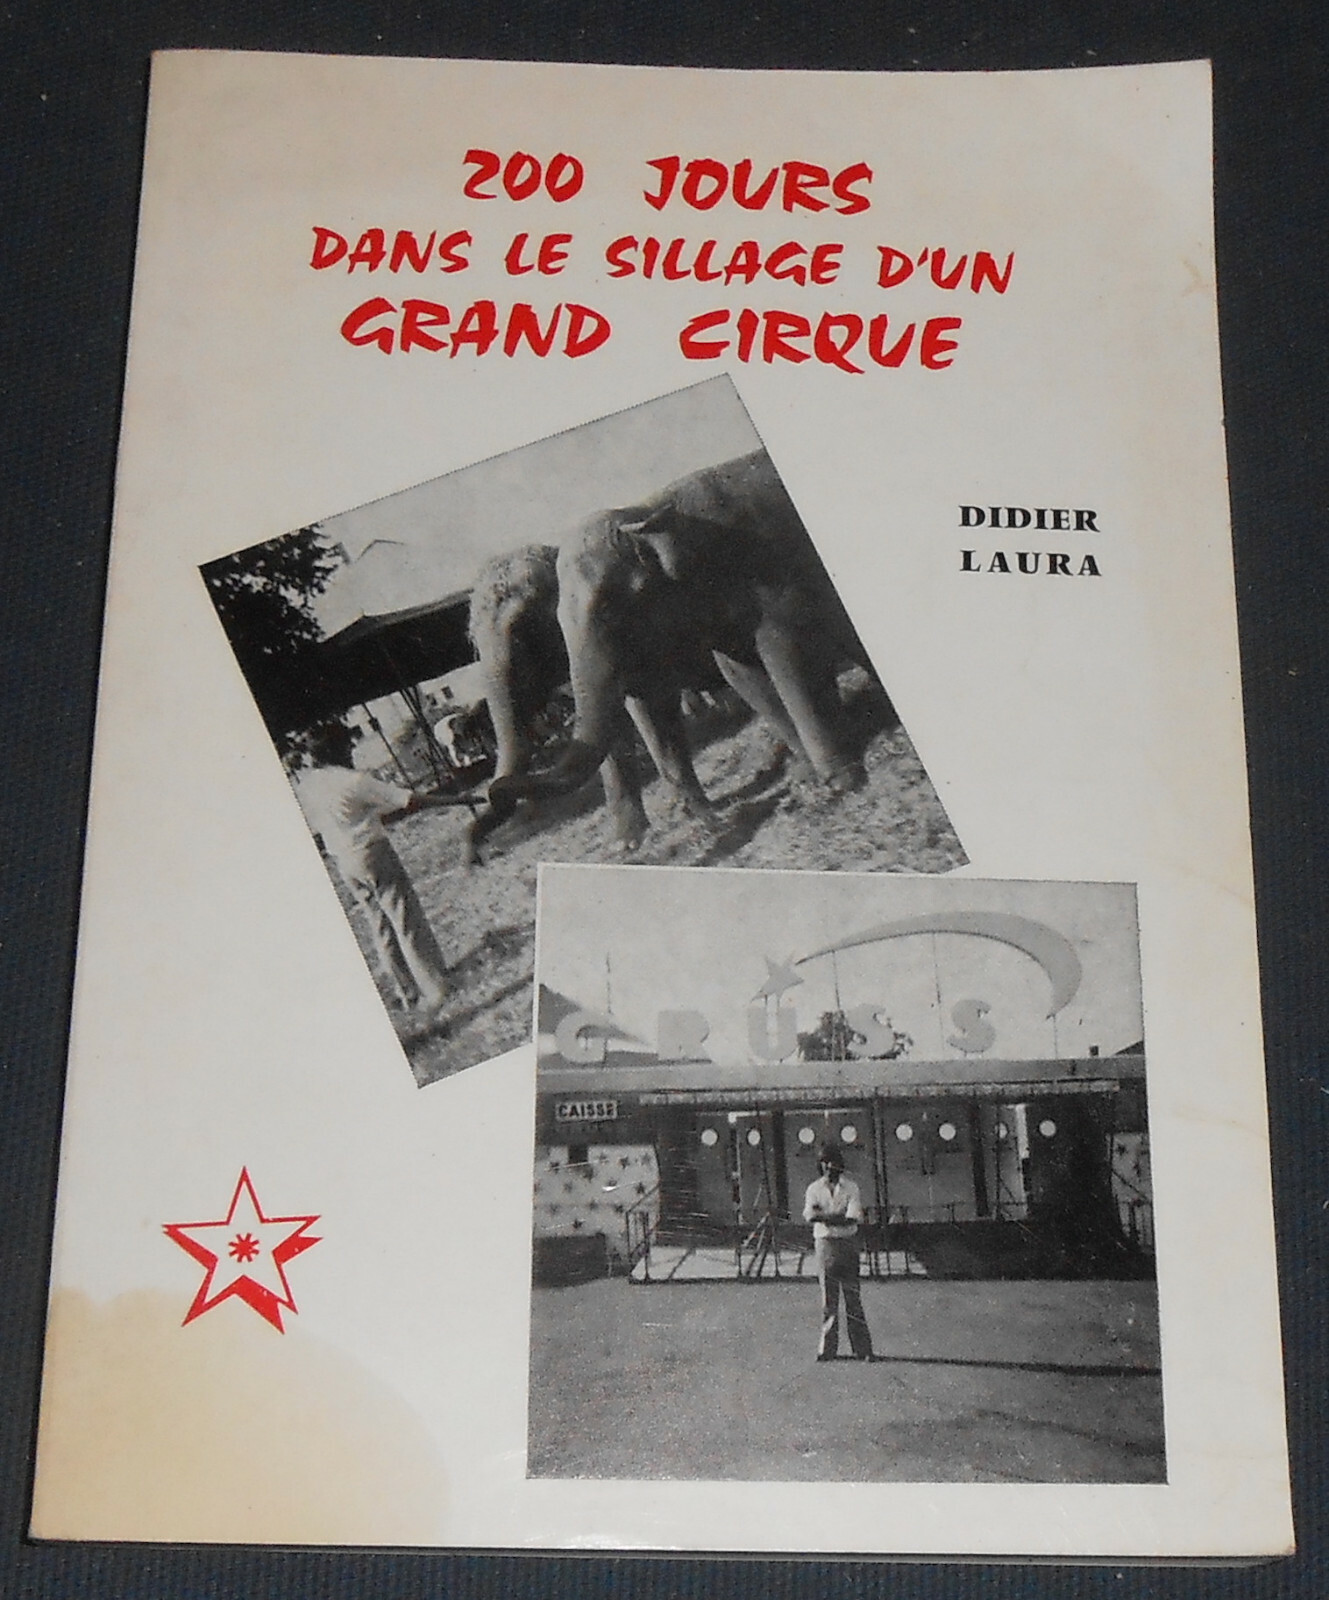 200 JOURS
DANS LE SILLAGE D'UN
GRAND CIRQUE
DIDIER
LAURA
GRUSS
CAISSE